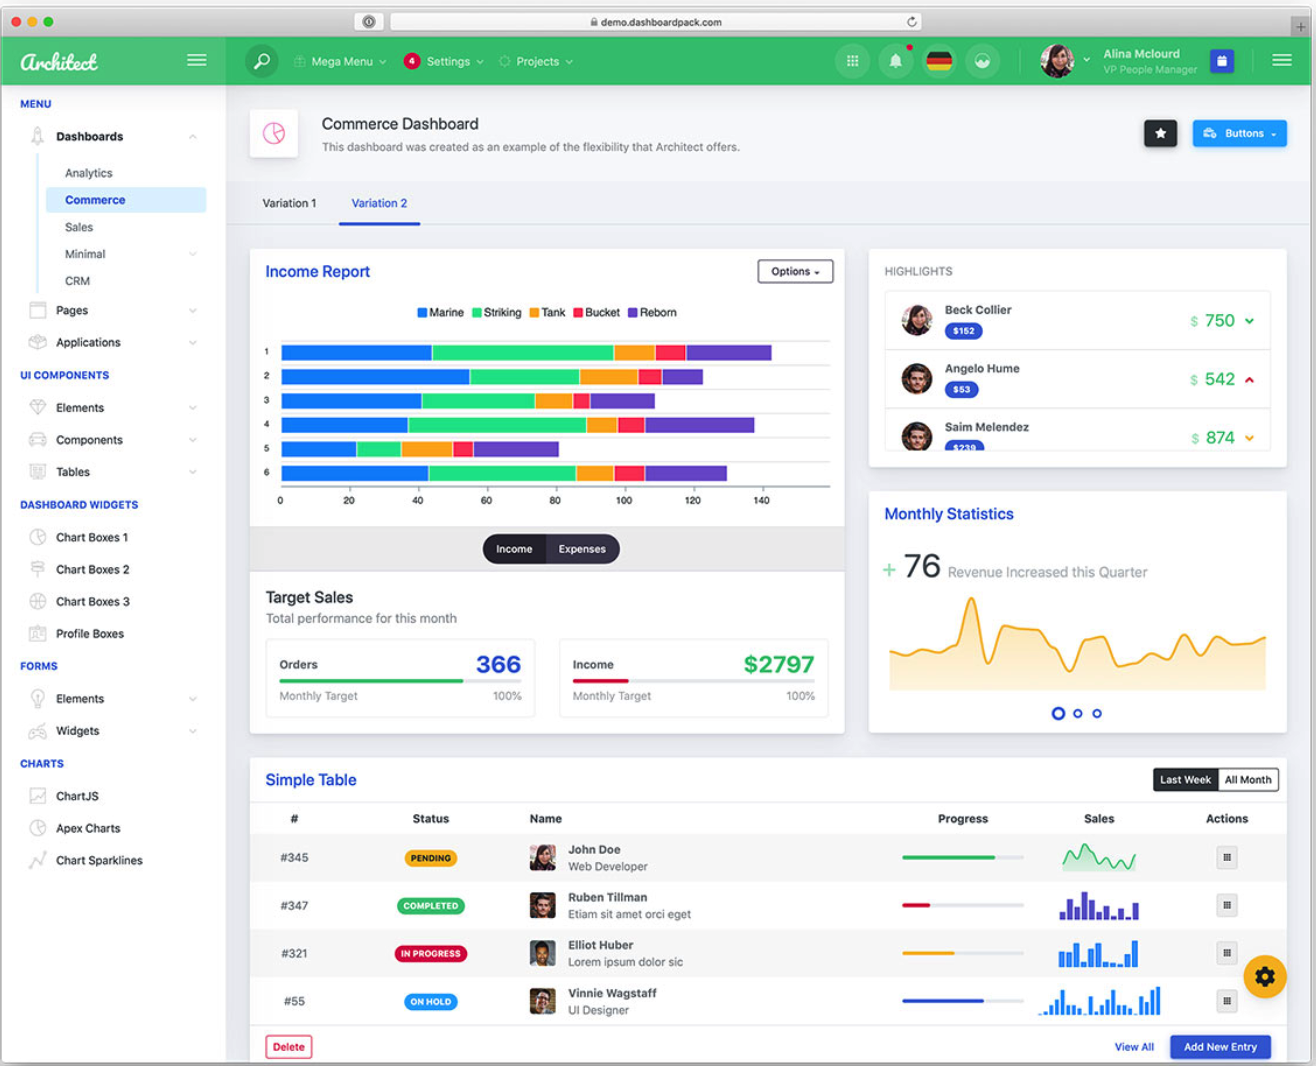 demo.dashboardpack.com
Architect
Mega Menu
4 Settings
Projects
Alina Mclourd
VP People Manager
MENU
Dashboards
Analytics
Commerce
Sales
Minimal
CRM
Pages
Applications
UI COMPONENTS
Elements
Components
Tables
DASHBOARD WIDGETS
Chart Boxes 1
Chart Boxes 2
Chart Boxes 3
Profile Boxes
FORMS
Elements
Widgets
CHARTS
ChartJS
Apex Charts
Chart Sparklines
Commerce Dashboard
This dashboard was created as an example of the flexibility that Architect offers.
Buttons
Variation 1 Variation 2
Income Report
Options
Marine Striking Tank Bucket Reborn
1
2
3
4
5
6
0 20 40 60 80 100 120 140
Income Expenses
Target Sales
Total performance for this month
Orders 366
Monthly Target 100%
Income $2797
Monthly Target 100%
HIGHLIGHTS
Beck Collier
$152
$ 750
Angelo Hume
$53
$ 542
Saim Melendez
$239
$ 874
Monthly Statistics
+ 76 Revenue Increased this Quarter
Simple Table
Last Week All Month
# Status Name Progress Sales Actions
#345 PENDING John Doe
Web Developer
#347 COMPLETED Ruben Tillman
Etiam sit amet orci eget
#321 IN PROGRESS Elliot Huber
Lorem ipsum dolor sic
#55 ON HOLD Vinnie Wagstaff
UI Designer
Delete
View All
Add New Entry